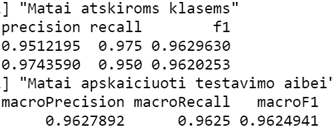 ] "Matai atskiroms klasems"
precision recall f1
0.9512195 0.975 0.9629630
0.9743590 0.950 0.9620253
] "Matai apskaiciuoti testavimo aibei"
macroPrecision macroRecall macroF1
0.9627892 0.9625 0.9624941